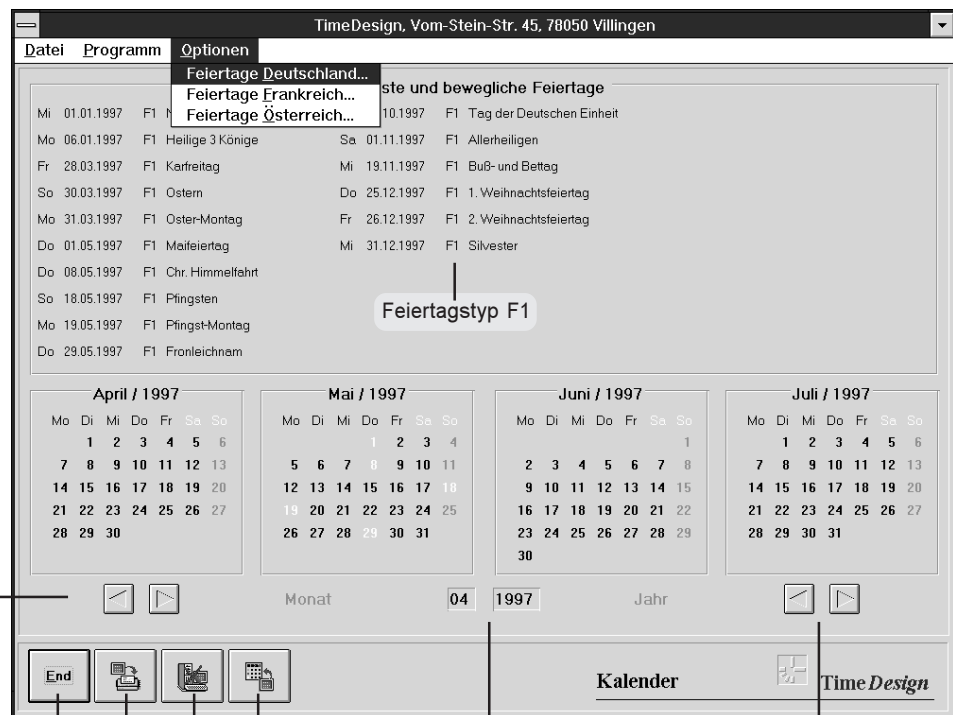 TimeDesign, Vom-Stein-Str. 45, 78050 Villingen
Datei Programm Optionen
Feiertage Deutschland...
Feiertage Frankreich...
Feiertage Österreich...
und bewegliche Feiertage
Mi 01.01.1997 F1
Mo 06.01.1997 F1 Heilige 3 Könige
Fr 28.03.1997 F1 Karfreitag
So 30.03.1997 F1 Ostern
Mo 31.03.1997 F1 Oster-Montag
Do 01.05.1997 F1 Maifeiertag
Do 08.05.1997 F1 Chr. Himmelfahrt
So 18.05.1997 F1 Pfingsten
Mo 19.05.1997 F1 Pfingst-Montag
Do 29.05.1997 F1 Fronleichnam
10.1997 F1 Tag der Deutschen Einheit
Sa 01.11.1997 F1 Allerheiligen
Mi 19.11.1997 F1 Buß- und Bettag
Do 25.12.1997 F1 1. Weihnachtsfeiertag
Fr 26.12.1997 F1 2. Weihnachtsfeiertag
Mi 31.12.1997 F1 Silvester
Feiertagstyp F1
April / 1997
Mo Di Mi Do Fr Sa So
1 2 3 4 5 6
7 8 9 10 11 12 13
14 15 16 17 18 19 20
21 22 23 24 25 26 27
28 29 30
Mai / 1997
Mo Di Mi Do Fr Sa So
1 2 3 4
5 6 7 8 9 10 11
12 13 14 15 16 17 18
19 20 21 22 23 24 25
26 27 28 29 30 31
Juni / 1997
Mo Di Mi Do Fr Sa So
1
2 3 4 5 6 7 8
9 10 11 12 13 14 15
16 17 18 19 20 21 22
23 24 25 26 27 28 29
30
Juli / 1997
Mo Di Mi Do Fr Sa So
1 2 3 4 5 6
7 8 9 10 11 12 13
14 15 16 17 18 19 20
21 22 23 24 25 26 27
28 29 30 31
Monat 04 1997 Jahr
End
Kalender
TimeDesign